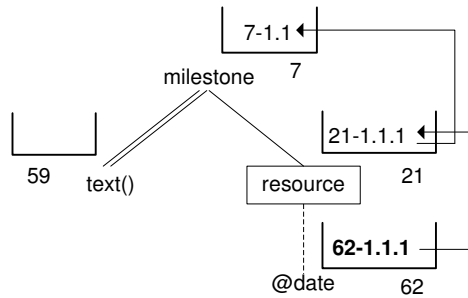 7-1.1
7
milestone
21-1.1.1
59
text()
resource
21
62-1.1.1
@date
62